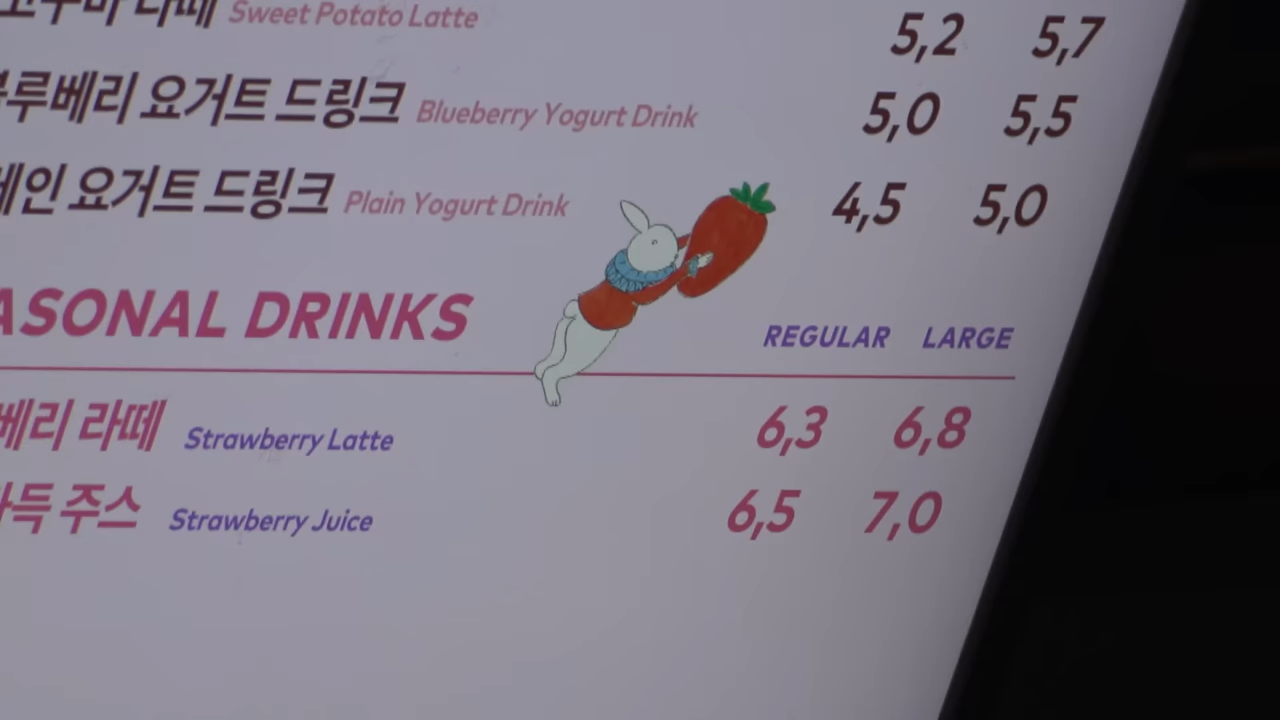 라떼 Sweet Potato Latte 5,2 5,7
루베리 요거트 드링크 Blueberry Yogurt Drink 5,0 5,5
인 요거트 드링크 Plain Yogurt Drink 4,5 5,0
ASONAL DRINKS REGULAR LARGE
베리 라떼 Strawberry Latte 6,3 6,8
득 주스 Strawberry Juice 6,5 7,0